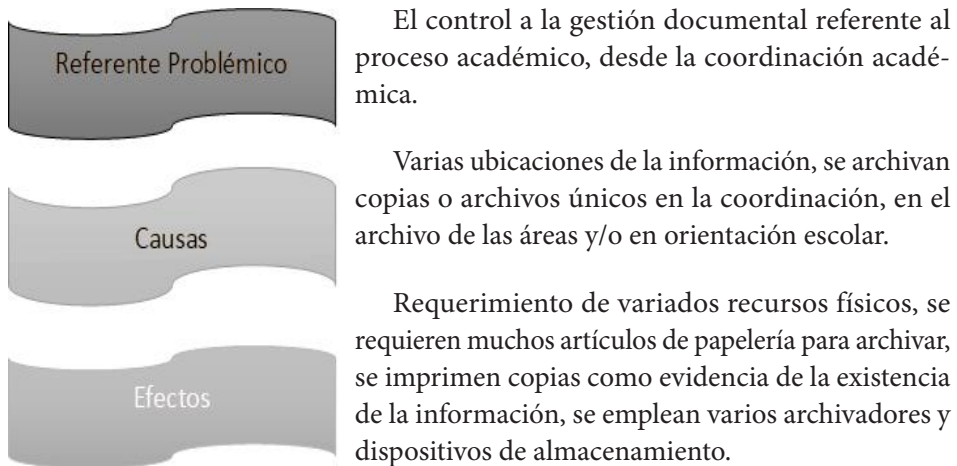 Referente Problémico
El control a la gestión documental referente al
proceso académico, desde la coordinación acadé-
mica.
Causas
Varias ubicaciones de la información, se archivan
copias o archivos únicos en la coordinación, en el
archivo de las áreas y/o en orientación escolar.
Efectos
Requerimiento de variados recursos físicos, se
requieren muchos artículos de papelería para archivar,
se imprimen copias como evidencia de la existencia
de la información, se emplean varios archivadores y
dispositivos de almacenamiento.